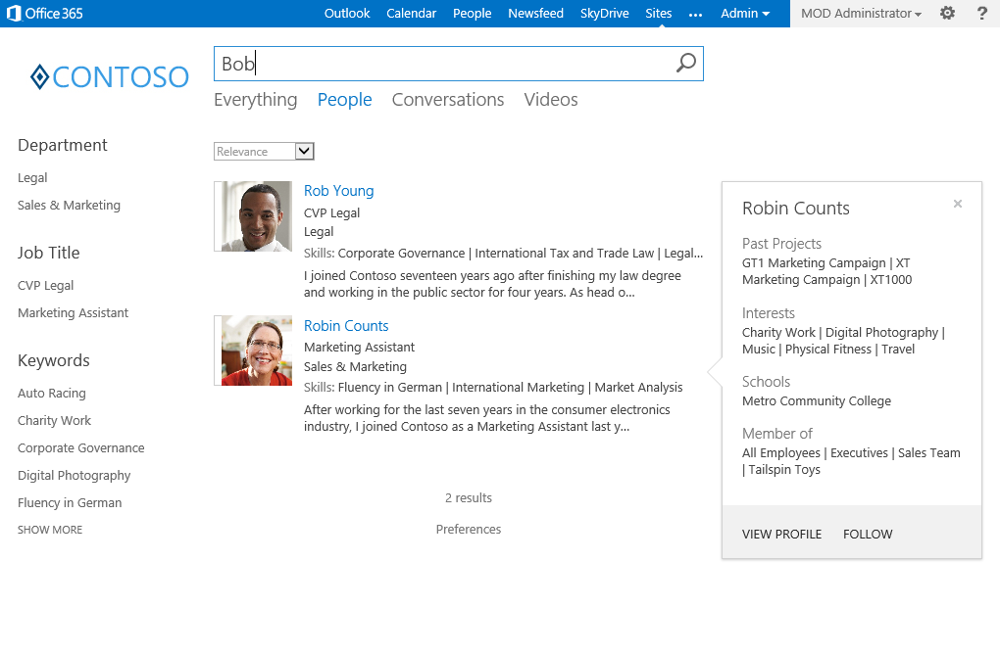 Office 365
Outlook Calendar People Newsfeed SkyDrive Sites ... Admin MOD Administrator ?
CONTOSO
Bob
Everything People Conversations Videos
Relevance
Department
Legal
Sales & Marketing
Job Title
CVP Legal
Marketing Assistant
Keywords
Auto Racing
Charity Work
Corporate Governance
Digital Photography
Fluency in German
SHOW MORE
Rob Young
CVP Legal
Legal
Skills: Corporate Governance | International Tax and Trade Law | Legal...
I joined Contoso seventeen years ago after finishing my law degree
and working in the public sector for four years. As head o...
Robin Counts
Marketing Assistant
Sales & Marketing
Skills: Fluency in German | International Marketing | Market Analysis
After working for the last seven years in the consumer electronics
industry, I joined Contoso as a Marketing Assistant last y...
2 results
Preferences
Robin Counts
Past Projects
GT1 Marketing Campaign | XT
Marketing Campaign | XT1000
Interests
Charity Work | Digital Photography |
Music | Physical Fitness | Travel
Schools
Metro Community College
Member of
All Employees | Executives | Sales Team
| Tailspin Toys
VIEW PROFILE FOLLOW